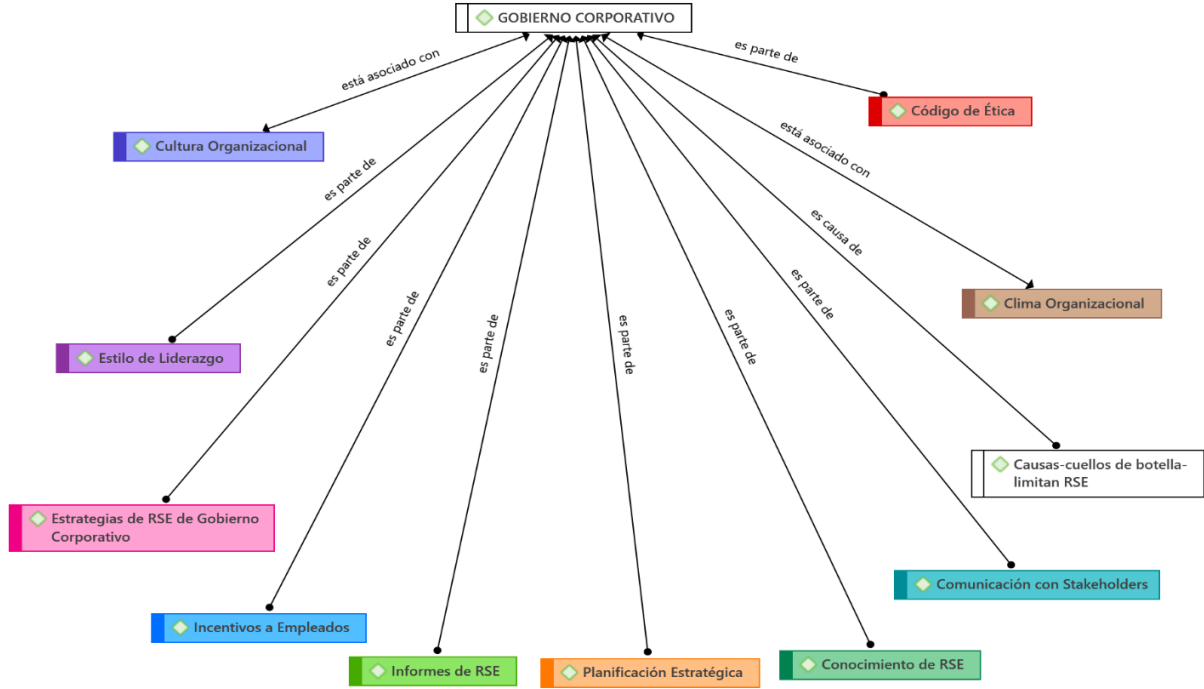 GOBIERNO CORPORATIVO
es parte de
está asociado con
Código de Ética
Cultura Organizacional
está asociado con
es parte de
es causa de
es parte de
Clima Organizacional
es parte de
es parte de
es parte de
es parte de
es parte de
es parte de
Estilo de Liderazgo
Causas-cuellos de botella-
limitan RSE
Estrategias de RSE de Gobierno
Corporativo
Comunicación con Stakeholders
Incentivos a Empleados
Informes de RSE
Planificación Estratégica
Conocimiento de RSE